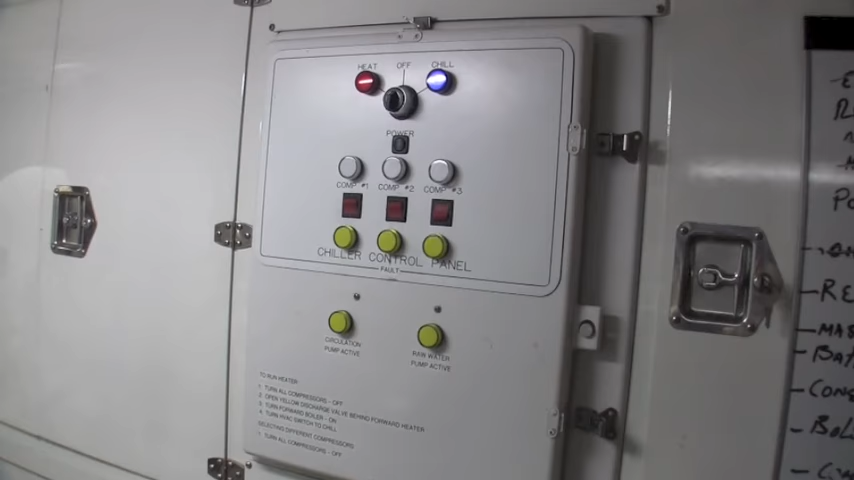 HEAT OFF CHILL
POWER
COMP #1 COMP #2 COMP #3
CHILLER CONTROL PANEL
FAULT
CIRCULATION
PUMP ACTIVE
RAW WATER
PUMP ACTIVE
TO RUN HEATER:
1. TURN ALL COMPRESSORS - OFF
2. OPEN YELLOW DISCHARGE VALVE BEHIND FORWARD HEATER
3. TURN FORWARD BOILER - ON
4. TURN HVAC SWITCH TO CHILL
SELECTING DIFFERENT COMPRESSORS:
1. TURN ALL COMPRESSORS - OFF